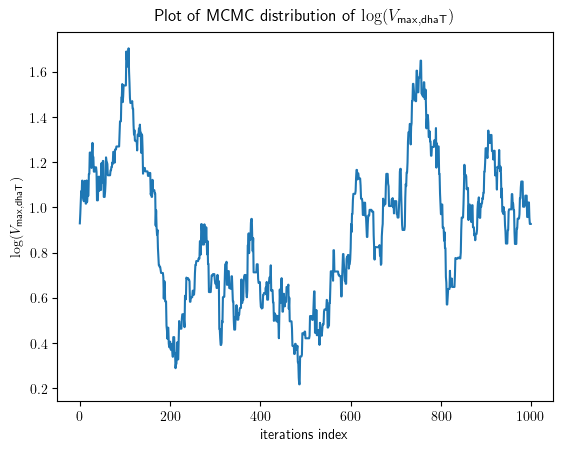 Plot of MCMC distribution of log(V_max,dhaT)
log(V_max,dhaT)
1.6
1.4
1.2
1.0
0.8
0.6
0.4
0.2
0 200 400 600 800 1000
iterations index